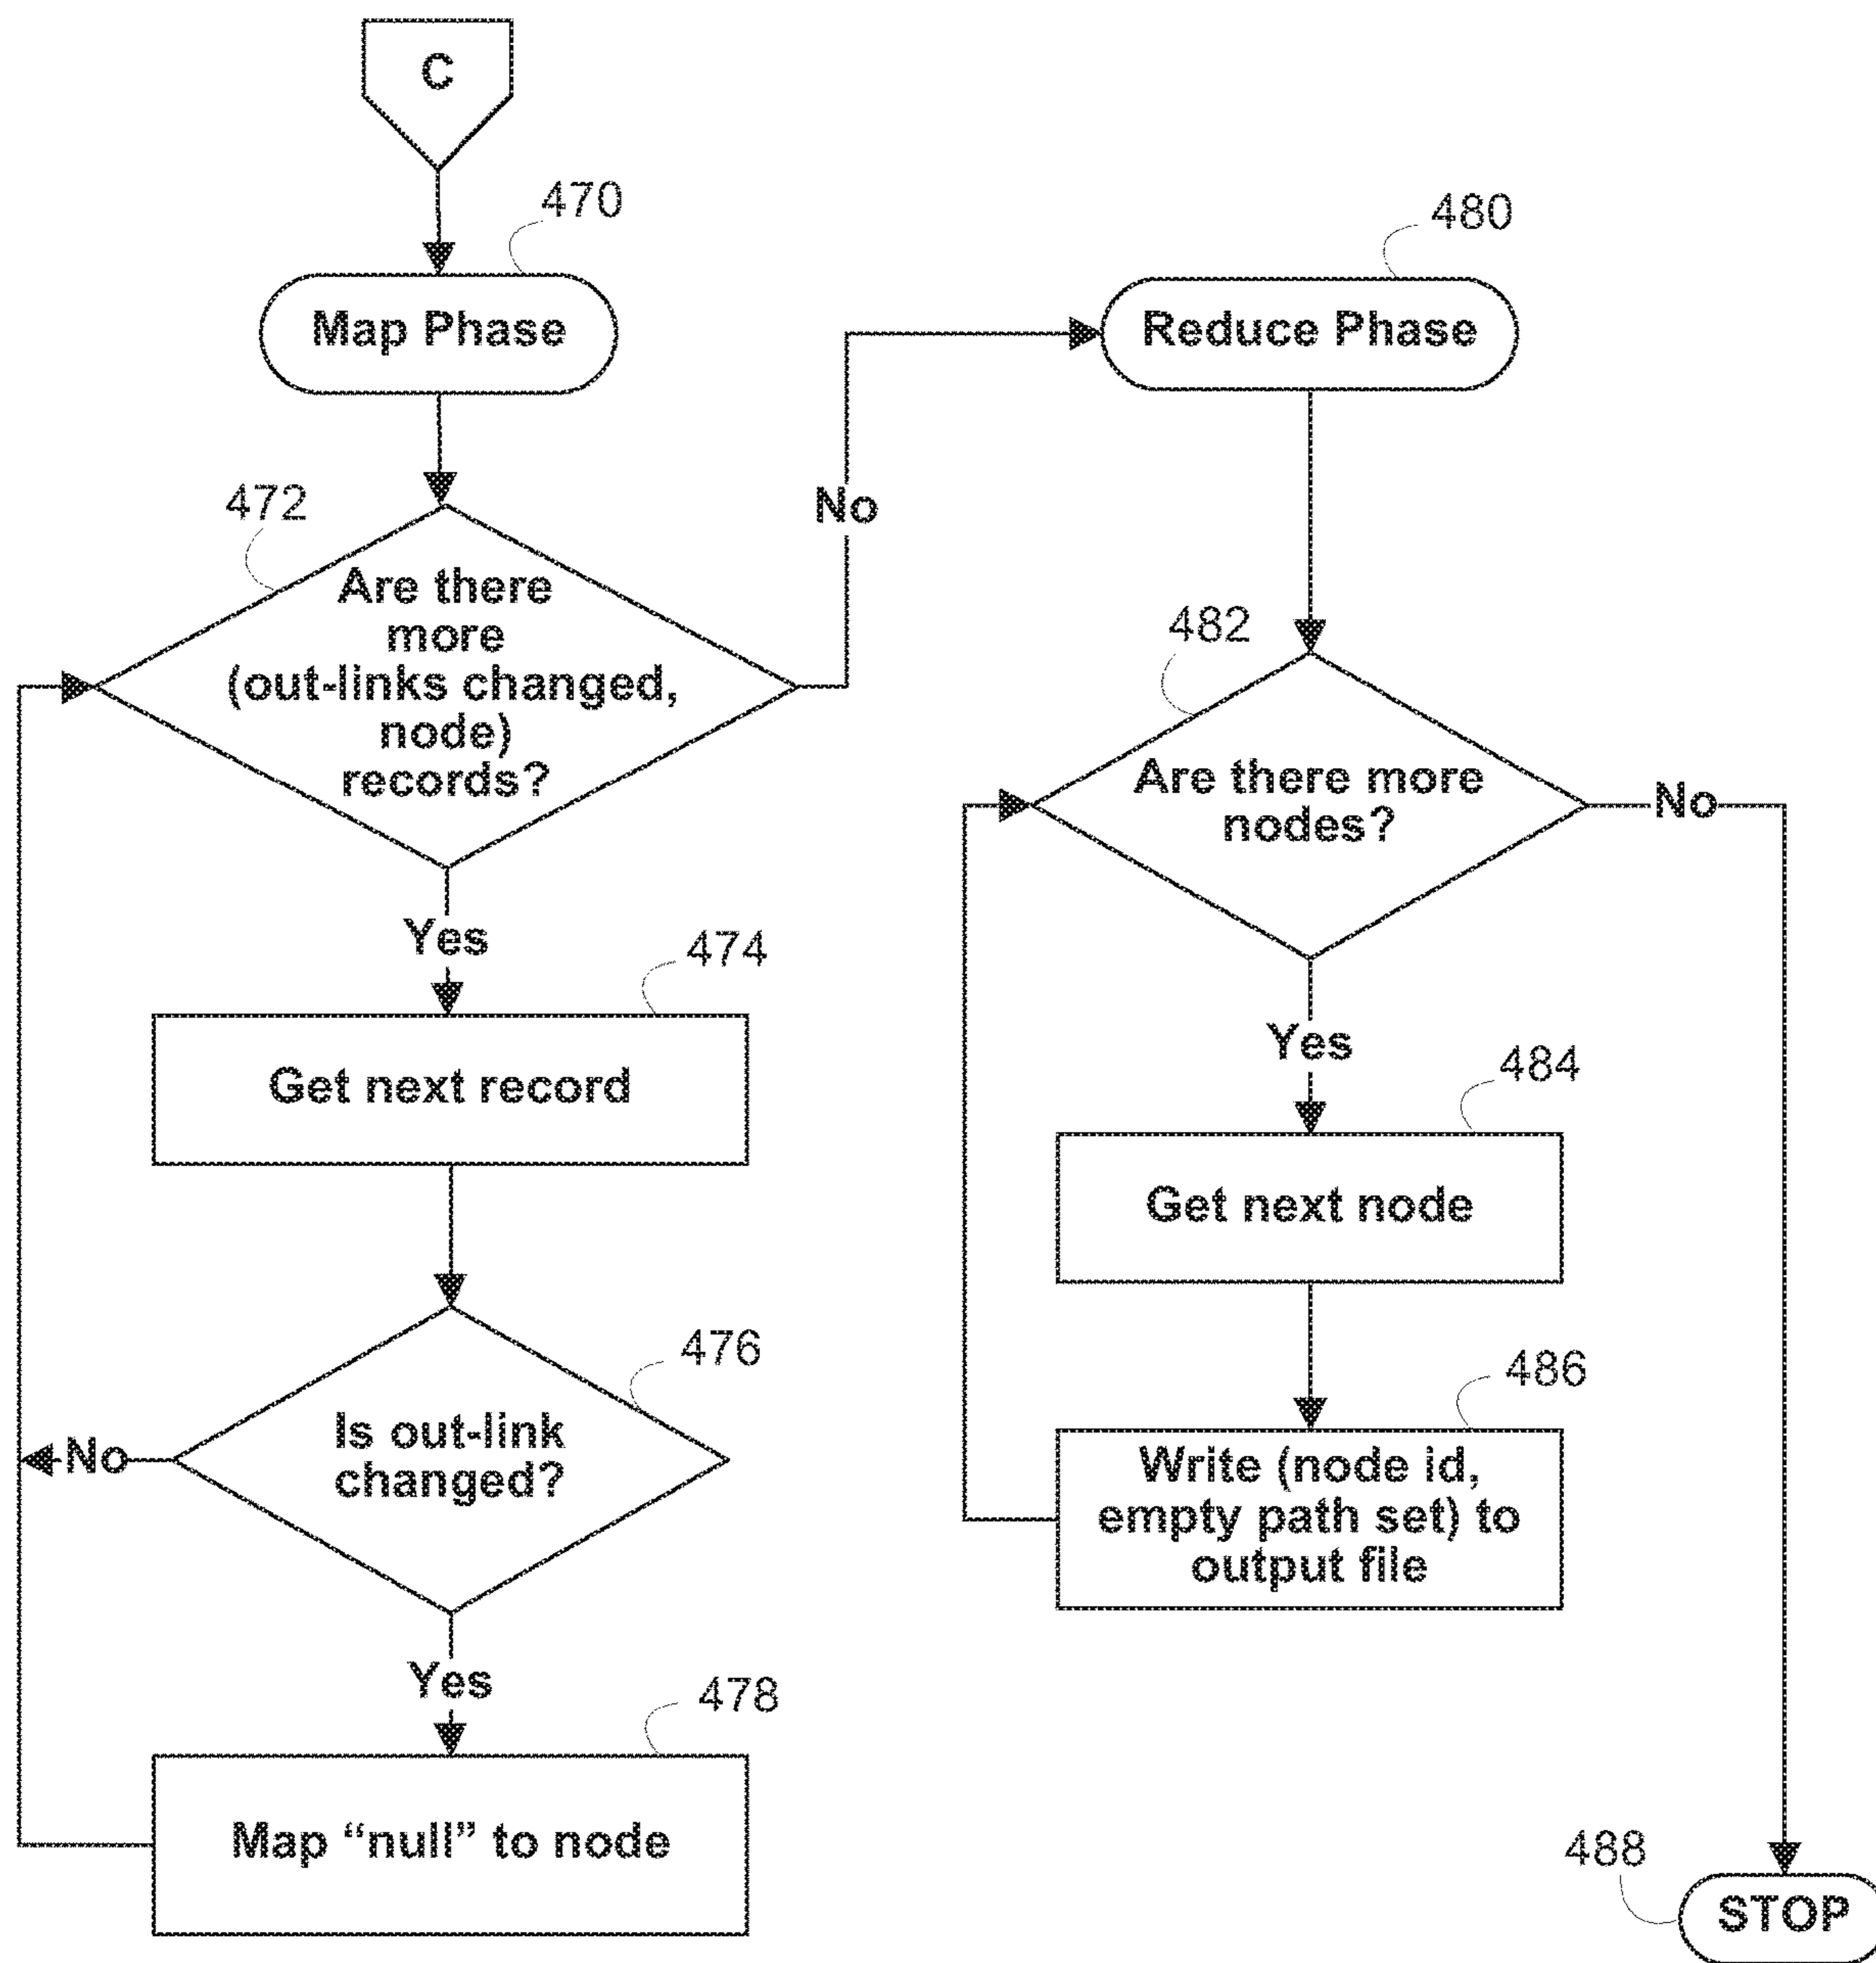 C
470
Map Phase
472
Are there
more
(out-links changed,
node)
records?
No
Yes
474
Get next record
476
Is out-link
changed?
No
Yes
478
Map “null” to node
480
Reduce Phase
482
Are there more
nodes?
No
Yes
484
Get next node
486
Write (node id,
empty path set) to
output file
488
STOP